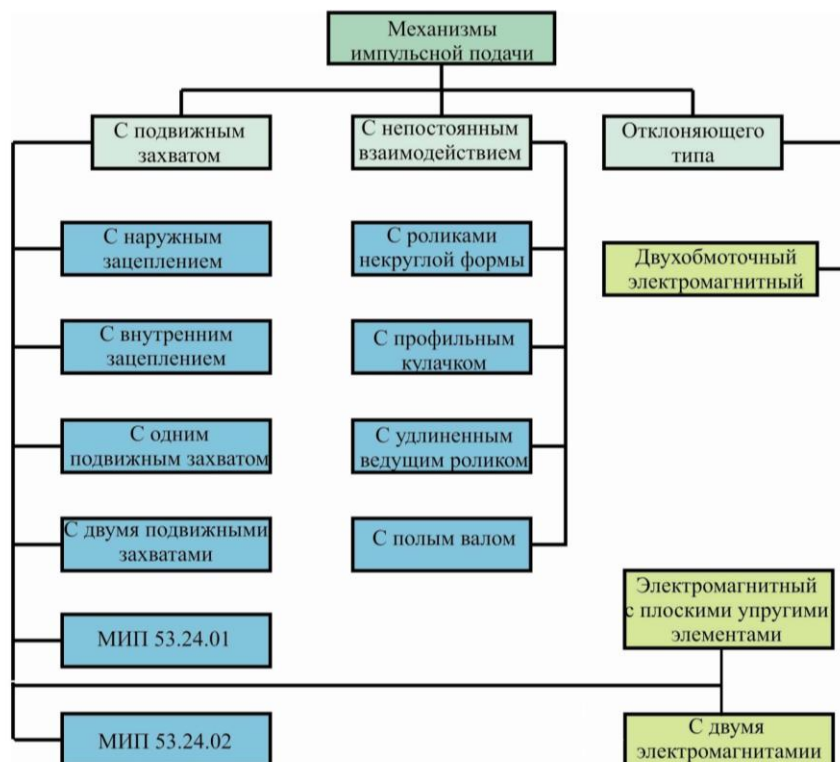 Механизмы
импульсной подачи
С подвижным
захватом
С непостоянным
взаимодействием
Отклоняющего
типа
С наружным
зацеплением
С роликами
некруглой формы
Двухобмоточный
электромагнитный
С внутренним
зацеплением
С профильным
кулачком
С одним
подвижным захватом
С удлиненным
ведущим роликом
С двумя подвижными
захватами
С полым валом
Электромагнитный
с плоскими упругими
элементами
МИП 53.24.01
МИП 53.24.02
С двумя
электромагнитамии